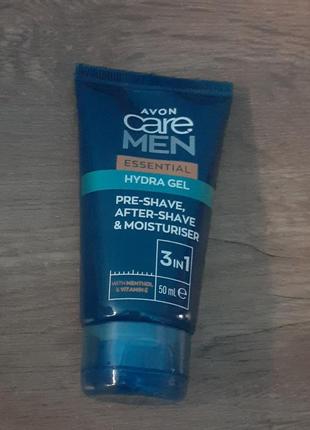 AVON
care
MEN
ESSENTIAL
HYDRA GEL
PRE-SHAVE,
AFTER-SHAVE
& MOISTURISER
3 IN 1
WITH MENTHOL
& VITAMIN E
50 mL ℮